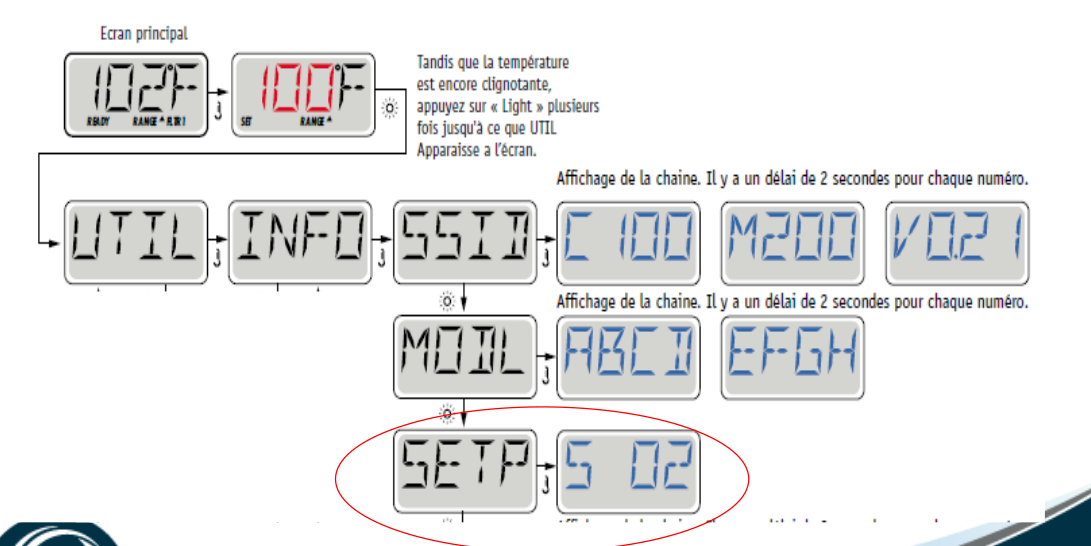 Ecran principal
102°F
READY RANGE FLTR 1
100°F
SET RANGE
Tandis que la température
est encore clignotante,
appuyez sur « Light » plusieurs
fois jusqu'à ce que UTIL
Apparaisse a l'écran.
Affichage de la chaine. Il y a un délai de 2 secondes pour chaque numéro.
UTIL INFO SSID C 100 M200 V0.21
Affichage de la chaine. Il y a un délai de 2 secondes pour chaque numéro.
MODL ABCD EFGH
SETP S 02